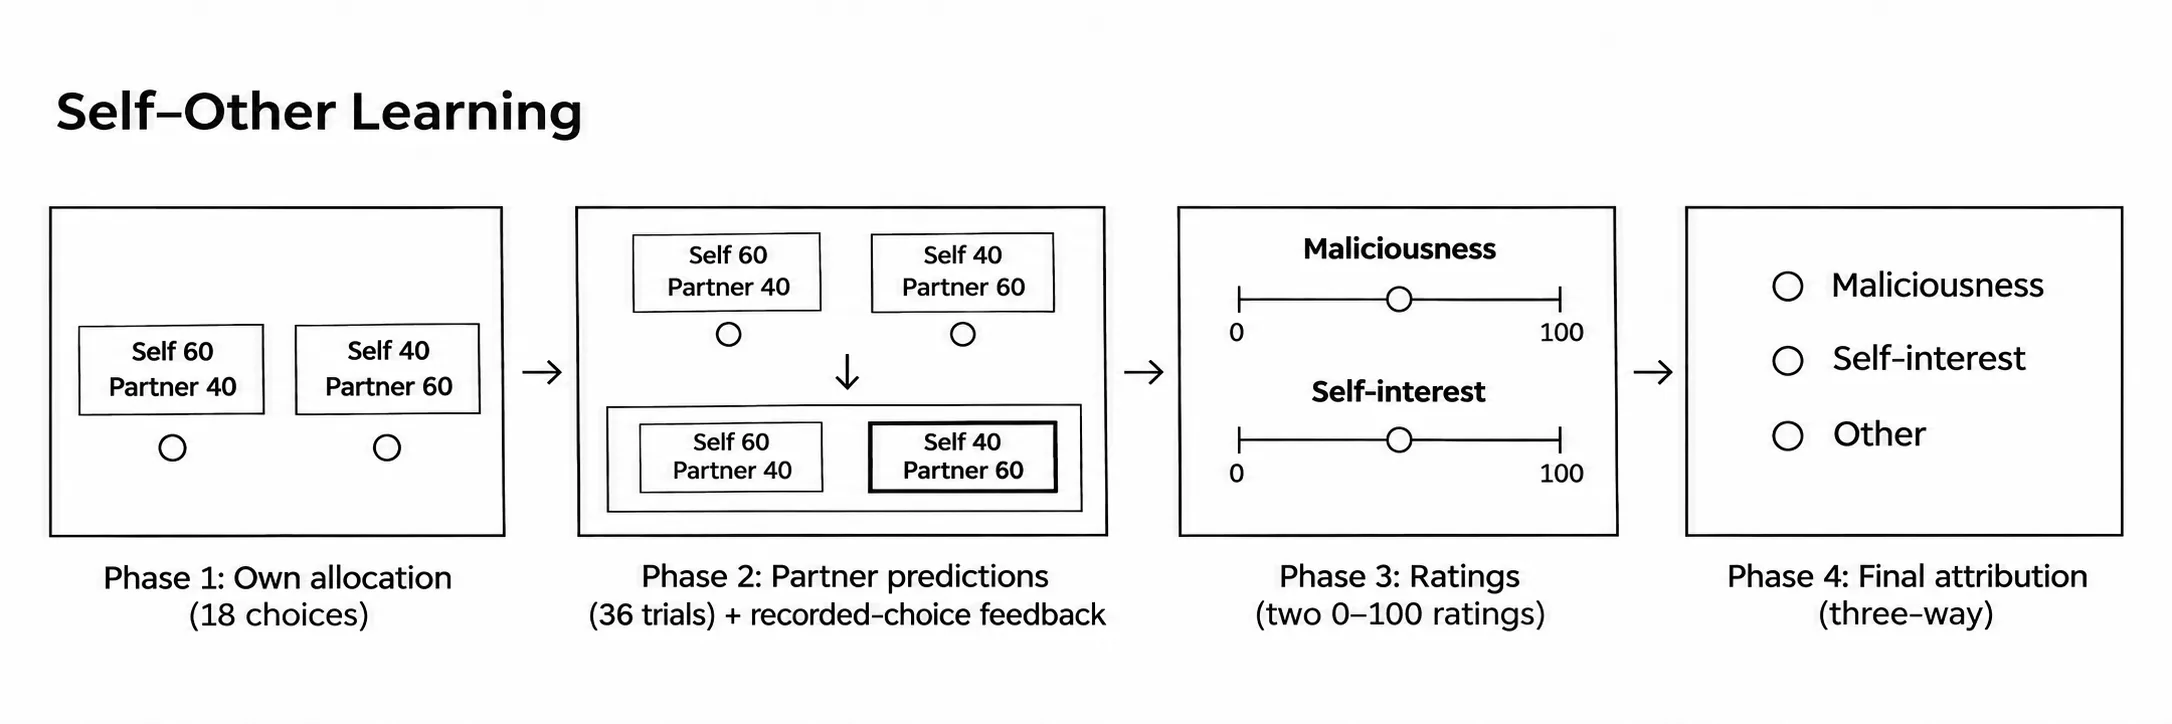 Self–Other Learning
Self 60
Partner 40
Self 40
Partner 60
Phase 1: Own allocation
(18 choices)
Self 60
Partner 40
Self 40
Partner 60
Self 60
Partner 40
Self 40
Partner 60
Phase 2: Partner predictions
(36 trials) + recorded-choice feedback
Maliciousness
0
100
Self-interest
0
100
Phase 3: Ratings
(two 0–100 ratings)
Maliciousness
Self-interest
Other
Phase 4: Final attribution
(three-way)